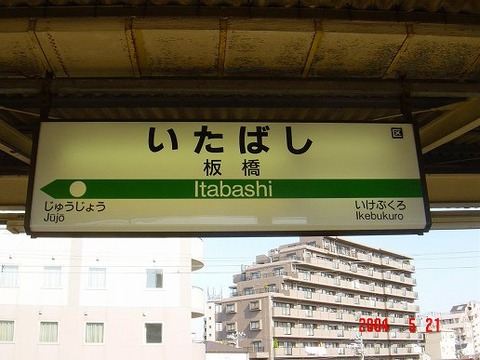 いたばし
区
板橋
Itabashi
じゅうじょう
Jūjō
いけぶくろ
Ikebukuro
2004 5 21